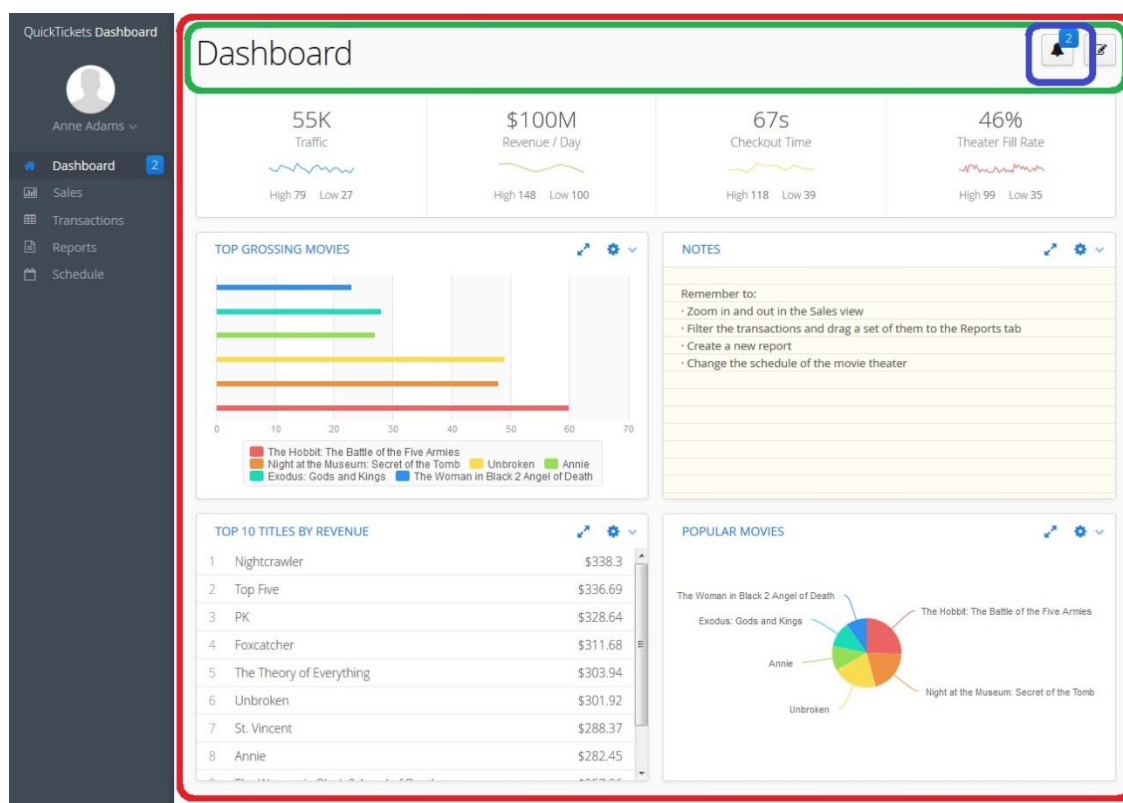 QuickTickets Dashboard
Anne Adams
Dashboard 2
Sales
Transactions
Reports
Schedule
Dashboard
2
55K
Traffic
High 79 Low 27
$100M
Revenue / Day
High 148 Low 100
67s
Checkout Time
High 118 Low 39
46%
Theater Fill Rate
High 99 Low 35
TOP GROSSING MOVIES
0 10 20 30 40 50 60 70
The Hobbit: The Battle of the Five Armies
Night at the Museum: Secret of the Tomb Unbroken Annie
Exodus: Gods and Kings The Woman in Black 2 Angel of Death
NOTES
Remember to:
· Zoom in and out in the Sales view
· Filter the transactions and drag a set of them to the Reports tab
· Create a new report
· Change the schedule of the movie theater
TOP 10 TITLES BY REVENUE
1 Nightcrawler $338.3
2 Top Five $336.69
3 PK $328.64
4 Foxcatcher $311.68
5 The Theory of Everything $303.94
6 Unbroken $301.92
7 St. Vincent $288.37
8 Annie $282.45
POPULAR MOVIES
The Woman in Black 2 Angel of Death
Exodus: Gods and Kings
The Hobbit: The Battle of the Five Armies
Annie
Night at the Museum: Secret of the Tomb
Unbroken